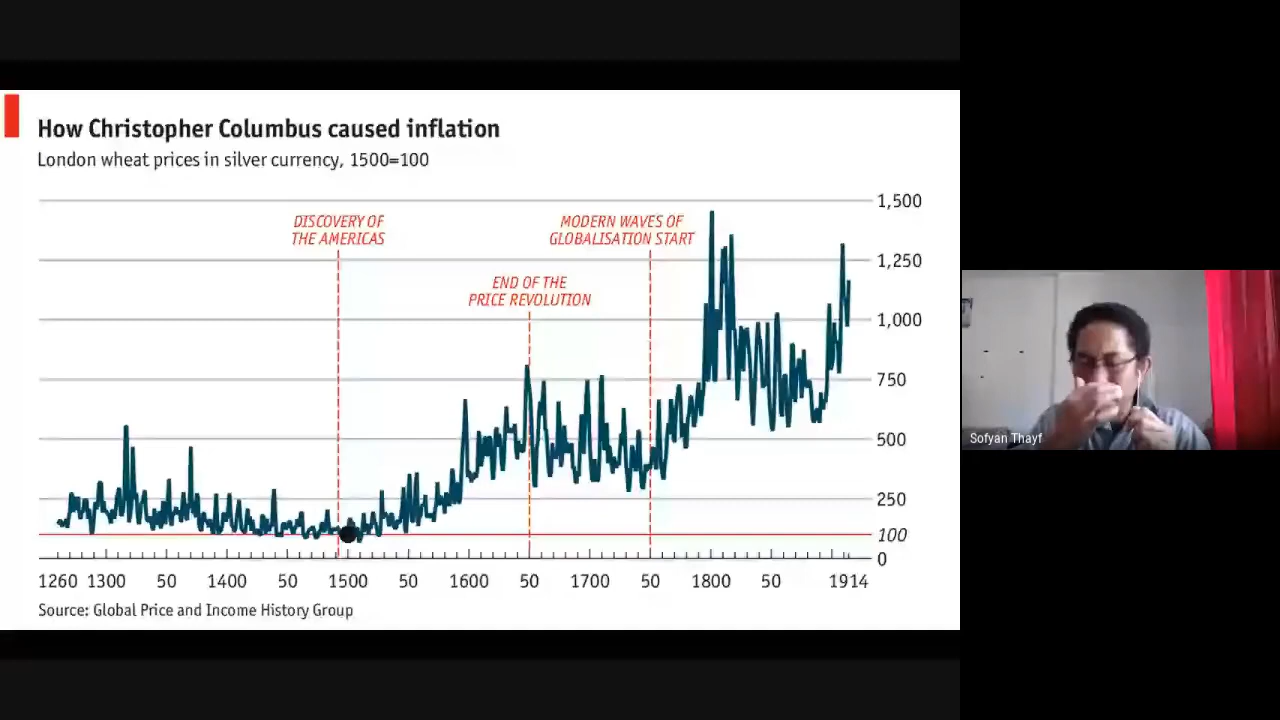 How Christopher Columbus caused inflation
London wheat prices in silver currency, 1500=100
DISCOVERY OF
THE AMERICAS
END OF THE
PRICE REVOLUTION
MODERN WAVES OF
GLOBALISATION START
1,500
1,250
1,000
750
500
250
100
0
1260 1300 50 1400 50 1500 50 1600 50 1700 50 1800 50 1914
Source: Global Price and Income History Group
Sofyan Thayf